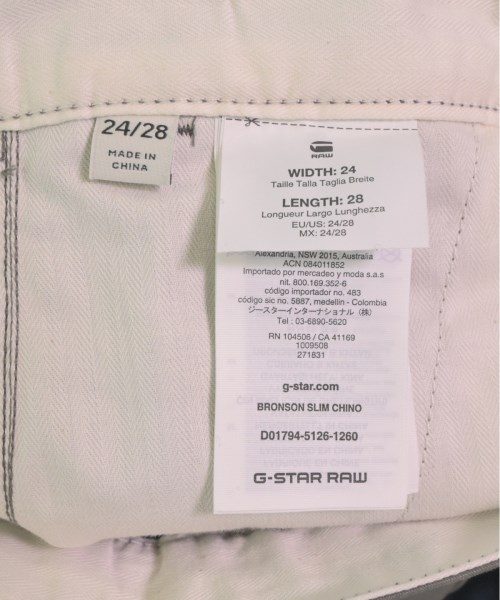 24/28
MADE IN
CHINA
RAW
WIDTH: 24
Taille Talla Taglia Breite
LENGTH: 28
Longueur Largo Lunghezza
EU/US: 24/28
MX: 24/28
Alexandria, NSW 2015, Australia
ACN 084011852
Importado por mercadeo y moda s.a.s
nit. 800.169.352-6
código importador no. 483
código sic no. 5887, medellin - Colombia
ジースターインターナショナル（株）
Tel : 03-6890-5620
RN 104506 / CA 41169
1009508
271831
g-star.com
BRONSON SLIM CHINO
D01794-5126-1260
G-STAR RAW